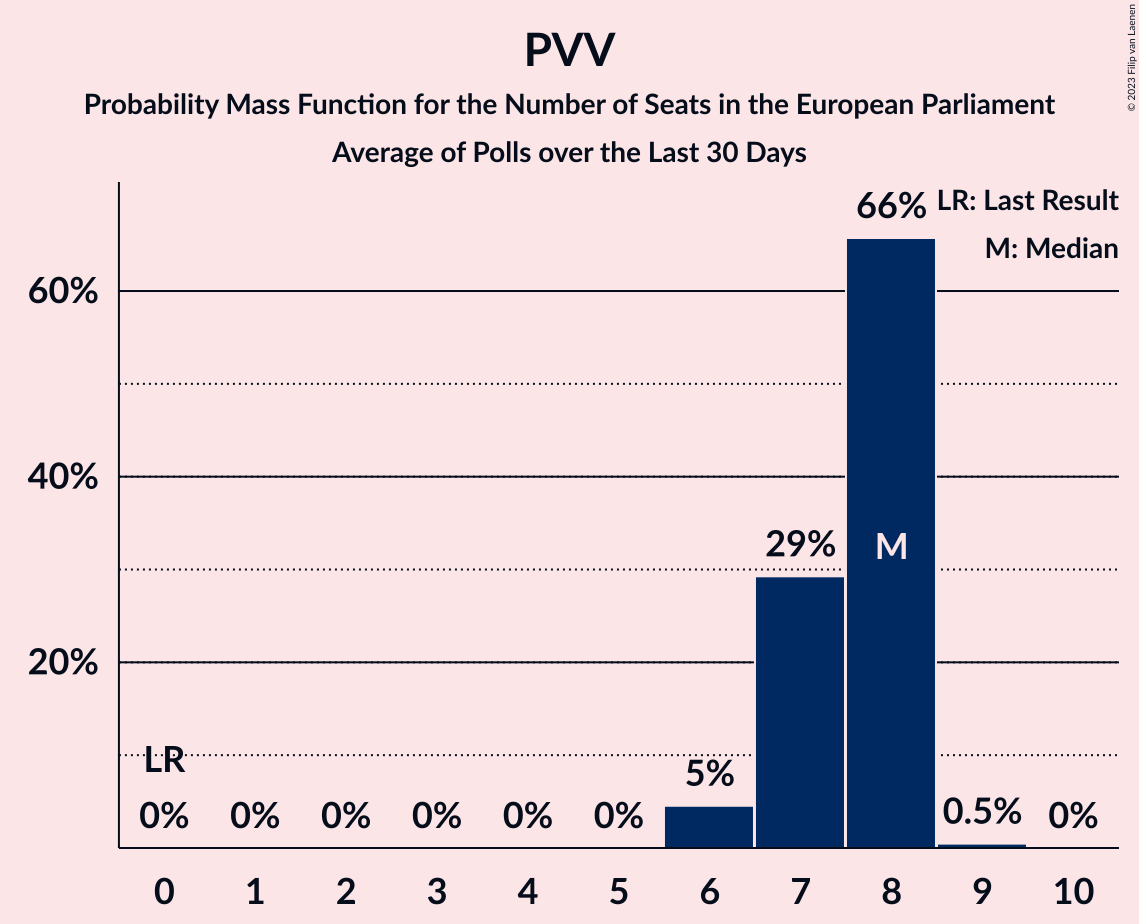 PVV
Probability Mass Function for the Number of Seats in the European Parliament
Average of Polls over the Last 30 Days
© 2023 Filip van Laenen
66%
LR: Last Result
M: Median
60%
40%
29%
M
20%
LR
5%
0% 0% 0% 0% 0% 0% 0.5% 0%
0 1 2 3 4 5 6 7 8 9 10